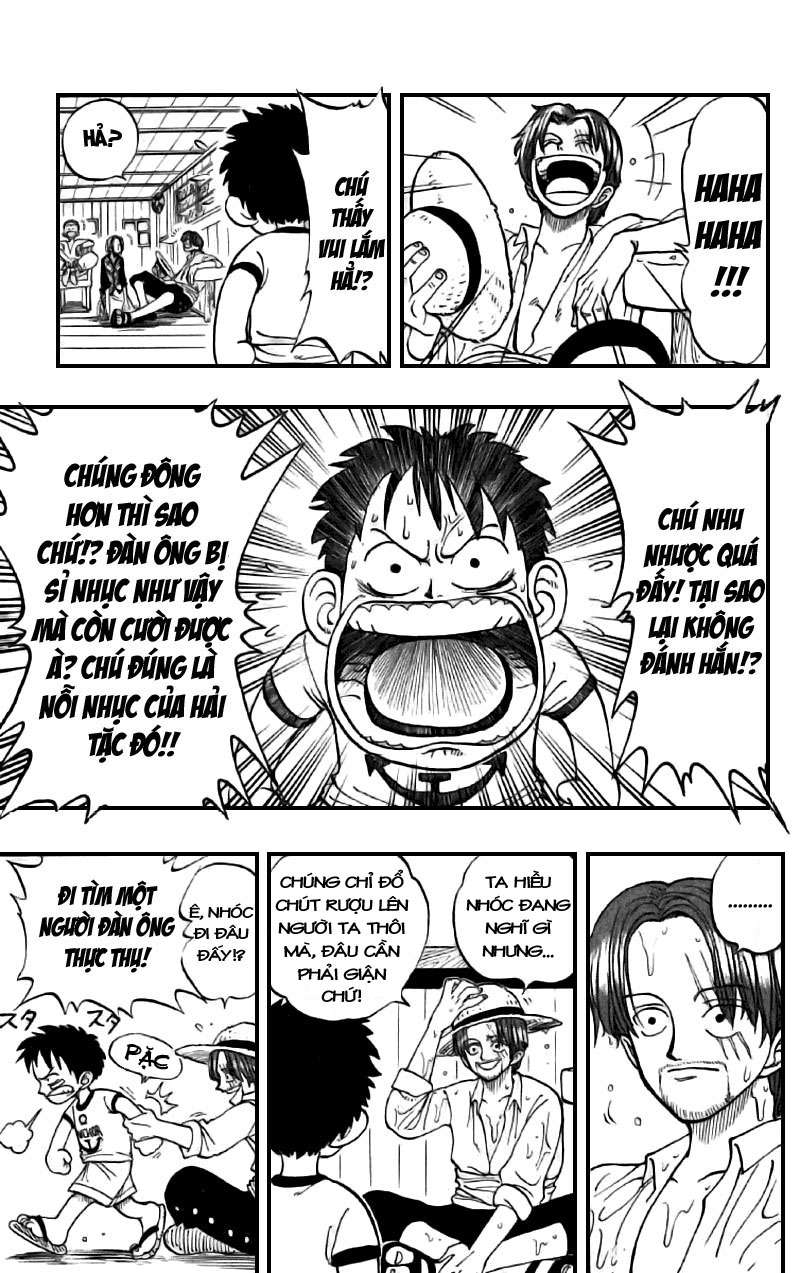 HAHA
HAHA
!!!
CHÚ
THẤY
VUI LẮM
HẢ!?
HẢ?
CHÚ NHU
NHƯỢC QUÁ
ĐẤY! TẠI SAO
LẠI KHÔNG
ĐÁNH HẮN!?
CHÚNG ĐÔNG
HƠN THÌ SAO
CHỨ!? ĐÀN ÔNG BỊ
SỈ NHỤC NHƯ VẬY
MÀ CÒN CƯỜI ĐƯỢC
À? CHÚ ĐÚNG LÀ
NỖI NHỤC CỦA HẢI
TẶC ĐÓ!!
..........
TA HIỂU
NHÓC ĐANG
NGHĨ GÌ
NHƯNG...
CHÚNG CHỈ ĐỔ
CHÚT RƯỢU LÊN
NGƯỜI TA THÔI
MÀ, ĐÂU CẦN
PHẢI GIẬN
CHỨ!
Ê, NHÓC
ĐI ĐÂU
ĐẤY!?
ĐI TÌM MỘT
NGƯỜI ĐÀN ÔNG
THỰC THỤ!
スタ
スタ
PẶC